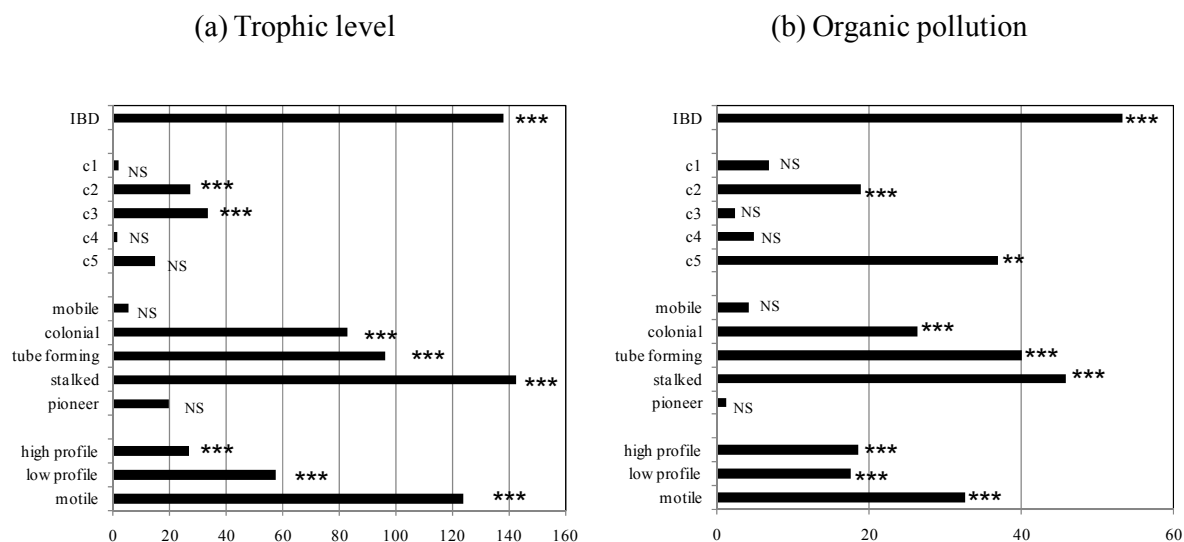 (a) Trophic level
IBD ***
c1 NS
c2 ***
c3 ***
c4 NS
c5 NS
mobile NS
colonial ***
tube forming ***
stalked ***
pioneer NS
high profile ***
low profile ***
motile ***
0 20 40 60 80 100 120 140 160
(b) Organic pollution
IBD ***
c1 NS
c2 ***
c3 NS
c4 NS
c5 **
mobile NS
colonial ***
tube forming ***
stalked ***
pioneer NS
high profile ***
low profile ***
motile ***
0 20 40 60